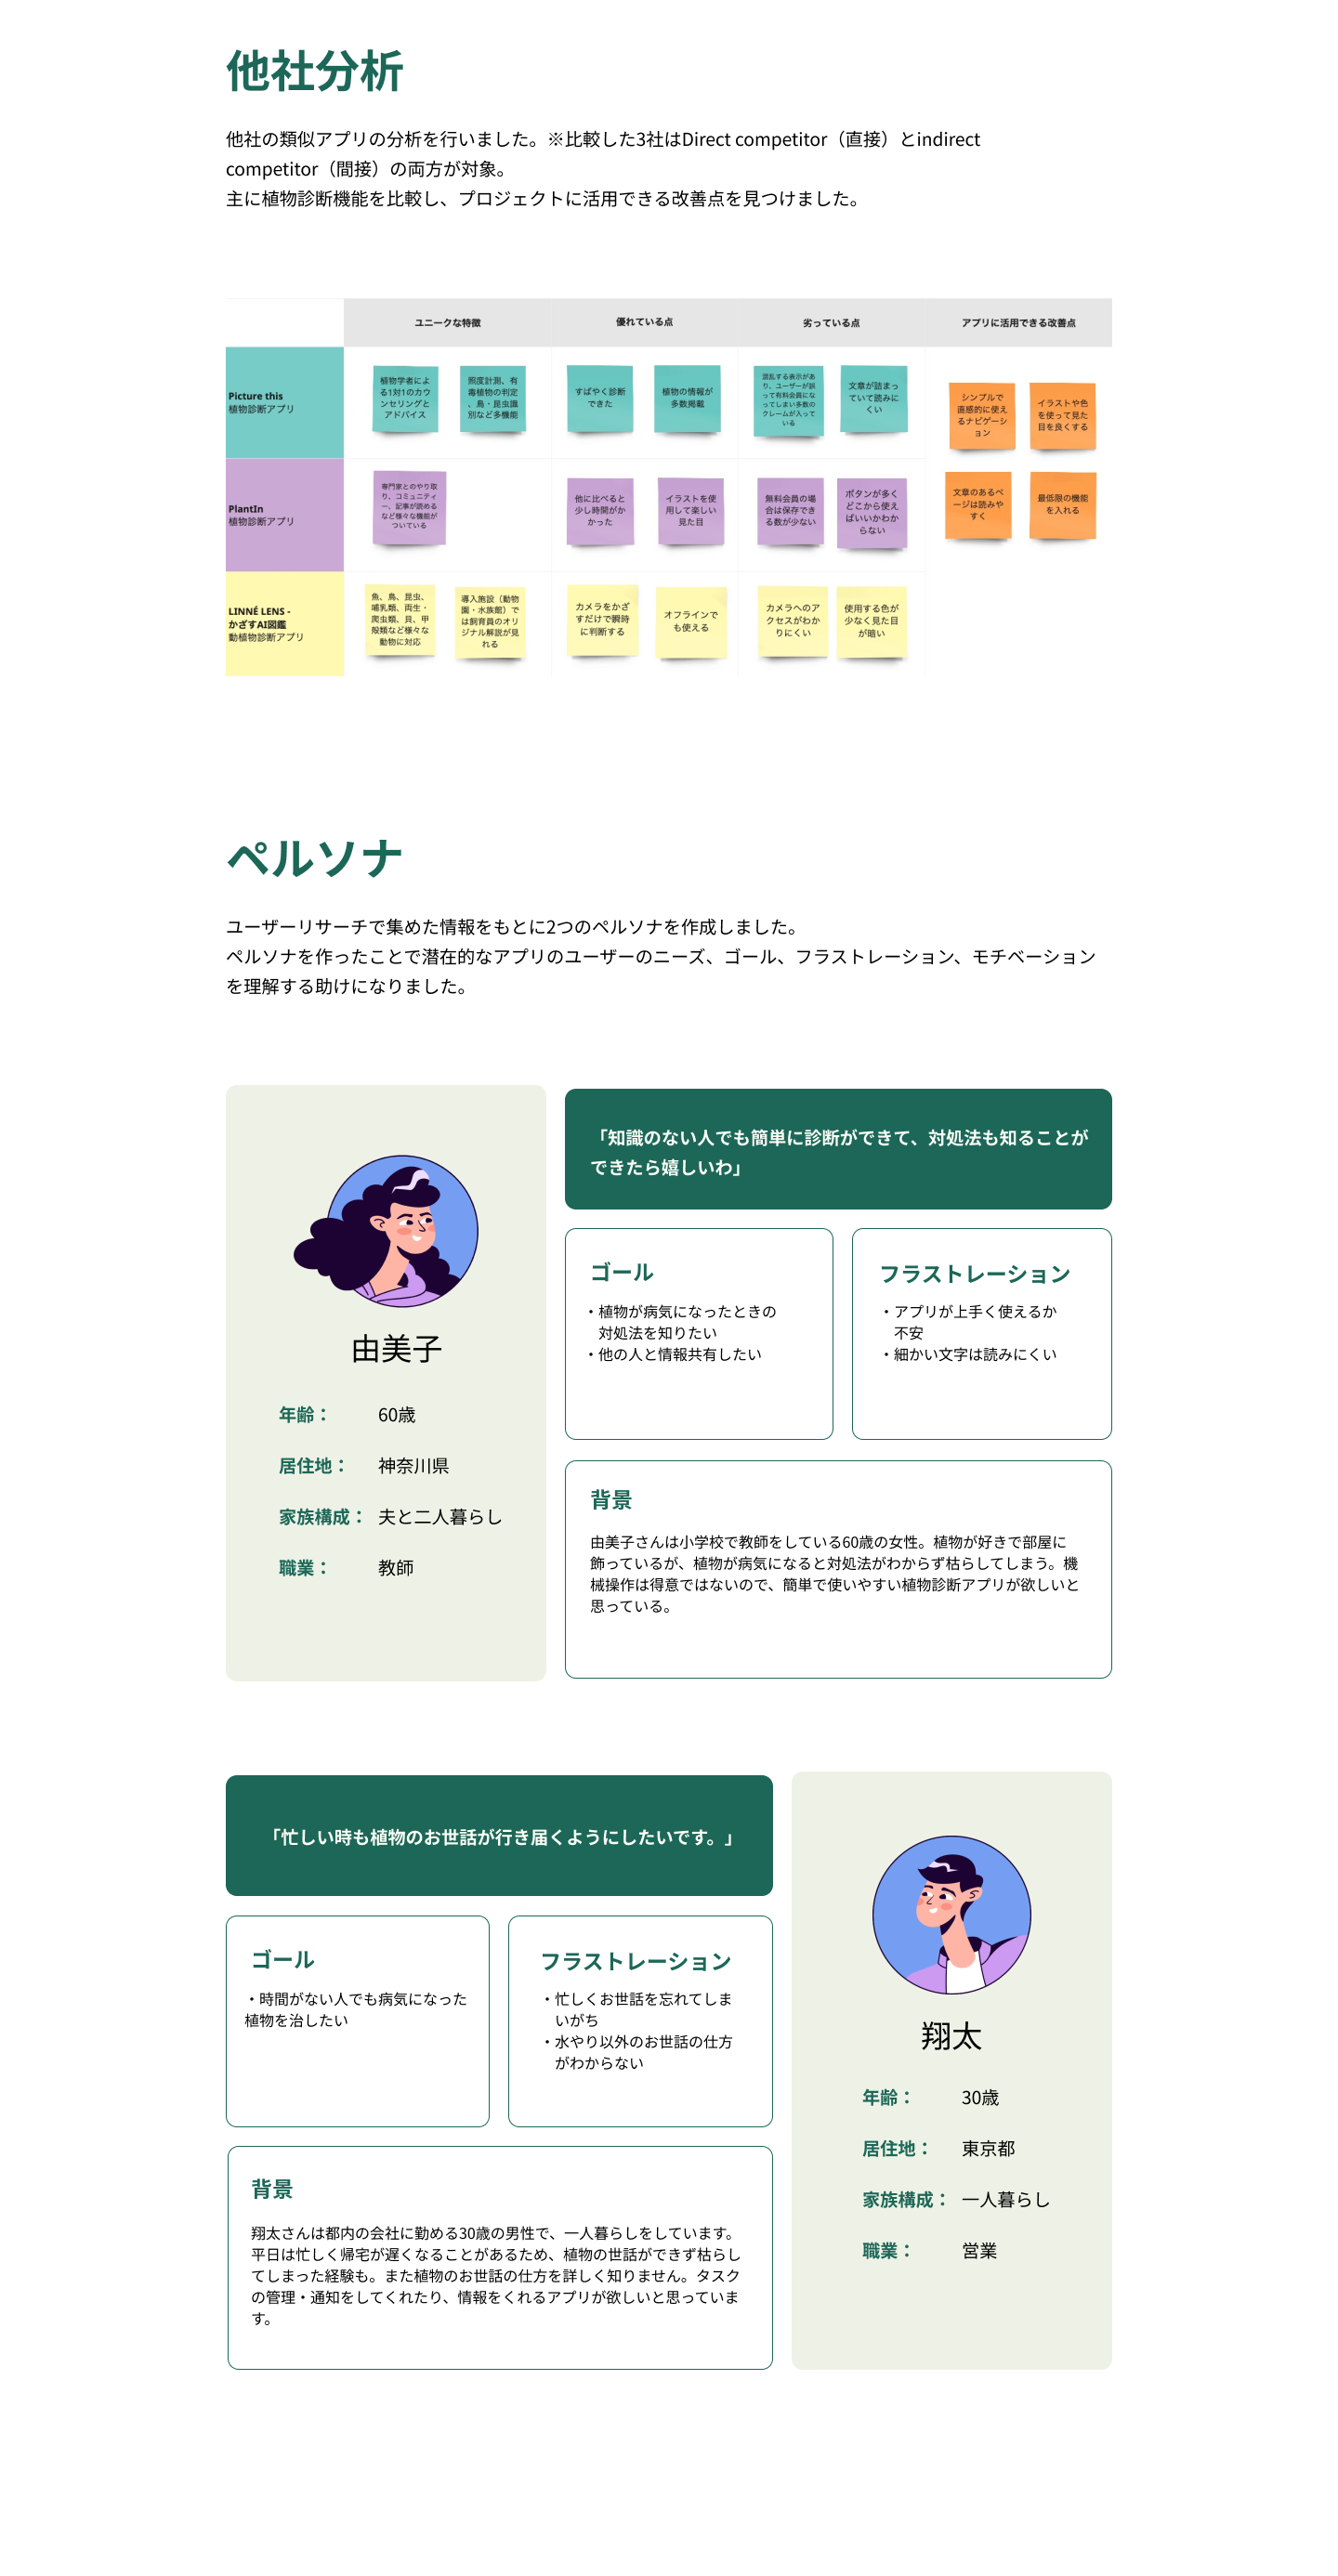 他社分析
他社の類似アプリの分析を行いました。※比較した3社はDirect competitor（直接）とindirect
competitor（間接）の両方が対象。
主に植物診断機能を比較し、プロジェクトに活用できる改善点を見つけました。
ユニークな特徴
優れている点
劣っている点
アプリに活用できる改善点
Picture this
植物診断アプリ
植物学者によ
る1対1のカウ
ンセリングと
アドバイス
照度計測、有
毒植物の判定
、鳥・昆虫識
別など多機能
すばやく診断
できた
植物の情報が
多数掲載
混乱する表示があ
り、ユーザーが誤
って有料会員にな
ってしまい多数の
クレームが入って
いる
文章が詰まっ
ていて読みに
くい
シンプルで
直感的に使え
るナビゲーシ
ョン
イラストや色
を使って見た
目を良くする
文章のあるペ
ージは読みや
すく
最低限の機能
を入れる
PlantIn
植物診断アプリ
専門家とのやり取
り、コミュニティ
ー、記事が読める
など様々な機能が
ついている
他に比べると
少し時間がか
かった
イラストを使
用して楽しい
見た目
無料会員の場
合は保存でき
る数が少ない
ボタンが多く
どこから使え
ばいいかわか
らない
LINNÉ LENS -
かざすAI図鑑
動植物診断アプリ
魚、鳥、昆虫、
哺乳類、両生・
爬虫類、貝、甲
殻類など様々な
動物に対応
導入施設（動物
園・水族館）で
は飼育員のオリ
ジナル解説が見
れる
カメラをかざ
すだけで瞬時
に判断する
オフラインで
も使える
カメラへのア
クセスがわか
りにくい
使用する色が
少なく見た目
が暗い
ペルソナ
ユーザーリサーチで集めた情報をもとに2つのペルソナを作成しました。
ペルソナを作ったことで潜在的なアプリのユーザーのニーズ、ゴール、フラストレーション、モチベーション
を理解する助けになりました。
由美子
年齢： 60歳
居住地： 神奈川県
家族構成： 夫と二人暮らし
職業： 教師
「知識のない人でも簡単に診断ができて、対処法も知ることが
できたら嬉しいわ」
ゴール
・植物が病気になったときの
対処法を知りたい
・他の人と情報共有したい
フラストレーション
・アプリが上手く使えるか
不安
・細かい文字は読みにくい
背景
由美子さんは小学校で教師をしている60歳の女性。植物が好きで部屋に
飾っているが、植物が病気になると対処法がわからず枯らしてしまう。機
械操作は得意ではないので、簡単で使いやすい植物診断アプリが欲しいと
思っている。
「忙しい時も植物のお世話が行き届くようにしたいです。」
ゴール
・時間がない人でも病気になった
植物を治したい
フラストレーション
・忙しくお世話を忘れてしま
いがち
・水やり以外のお世話の仕方
がわからない
背景
翔太さんは都内の会社に勤める30歳の男性で、一人暮らしをしています。
平日は忙しく帰宅が遅くなることがあるため、植物の世話ができず枯らし
てしまった経験も。また植物のお世話の仕方を詳しく知りません。タスク
の管理・通知をしてくれたり、情報をくれるアプリが欲しいと思っていま
す。
翔太
年齢： 30歳
居住地： 東京都
家族構成： 一人暮らし
職業： 営業